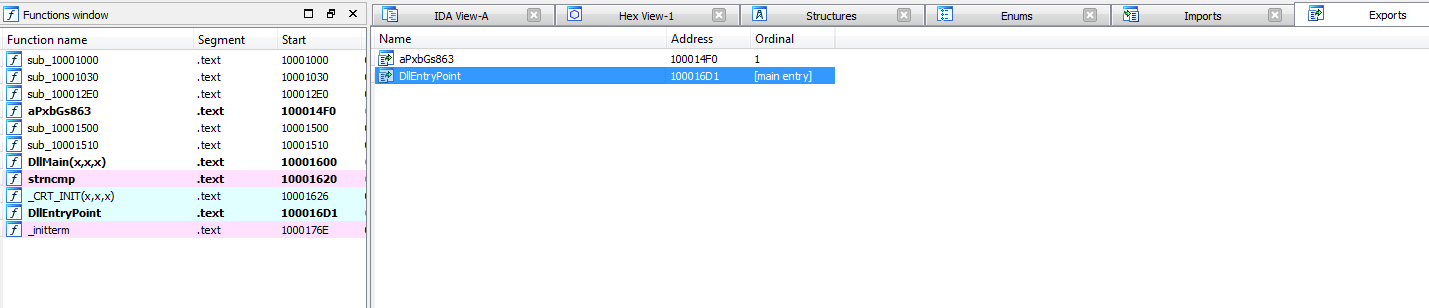 Functions window
IDA View-A Hex View-1 Structures Enums Imports Exports
Function name Segment Start
sub_10001000 .text 10001000
sub_10001030 .text 10001030
sub_100012E0 .text 100012E0
aPxbGs863 .text 100014F0
sub_10001500 .text 10001500
sub_10001510 .text 10001510
DllMain(x,x,x) .text 10001600
strncmp .text 10001620
_CRT_INIT(x,x,x) .text 10001626
DllEntryPoint .text 100016D1
_initterm .text 1000176E
Name Address Ordinal
aPxbGs863 100014F0 1
DllEntryPoint 100016D1 [main entry]